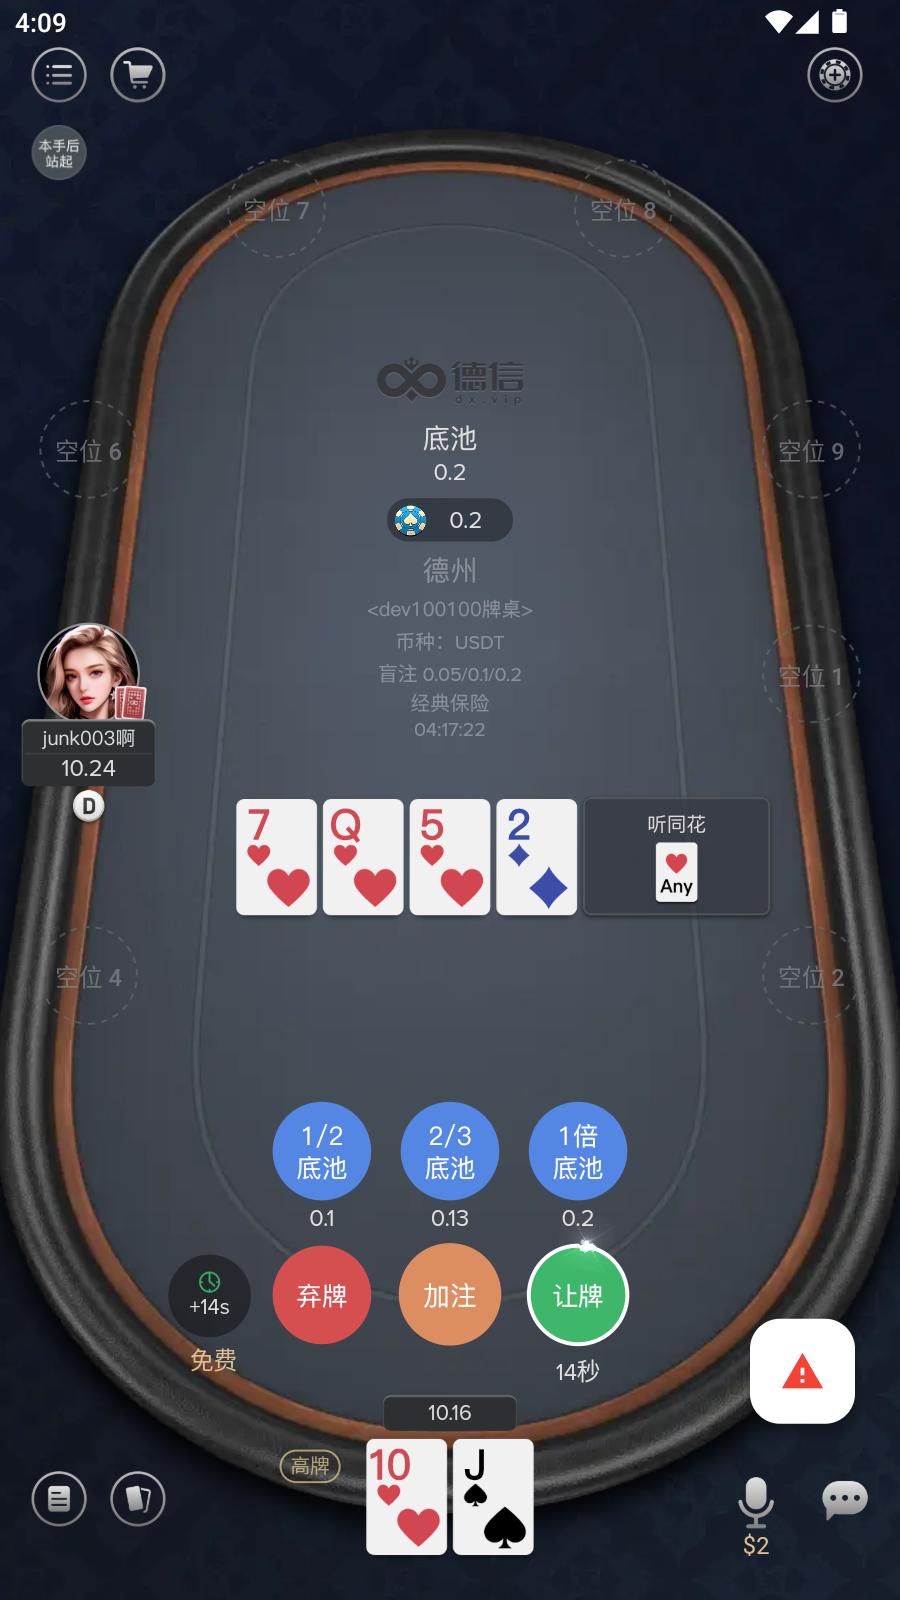 4:09
本手后
站起
空位 7
空位 8
德信
dx.vip
底池
0.2
空位 6
空位 9
0.2
德州
<dev100100牌桌>
币种：USDT
盲注 0.05/0.1/0.2
空位 1
经典保险
04:17:22
junk003啊
10.24
D
7
Q
5
2
听同花
Any
空位 4
空位 2
1/2
底池
2/3
底池
1倍
底池
0.1
0.13
0.2
+14s
弃牌
加注
让牌
免费
14秒
10.16
高牌
10
J
$2